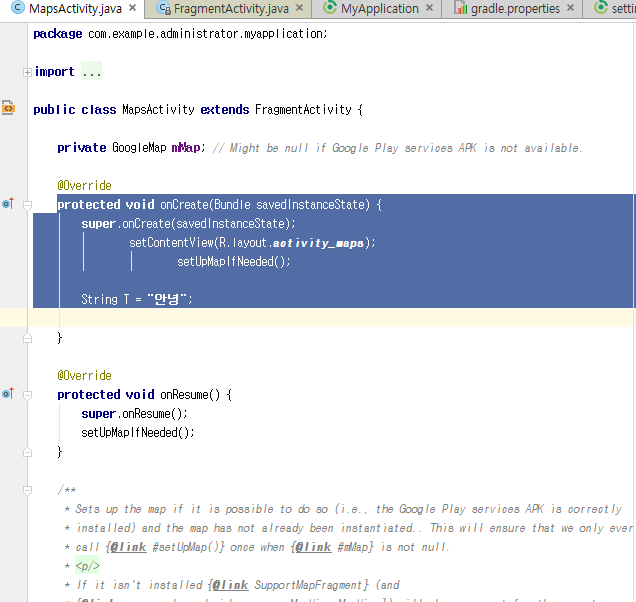 MapsActivity.java
FragmentActivity.java
MyApplication
gradle.properties
package com.example.administrator.myapplication;
import ...
public class MapsActivity extends FragmentActivity {
private GoogleMap mMap; // Might be null if Google Play services APK is not available.
@Override
protected void onCreate(Bundle savedInstanceState) {
super.onCreate(savedInstanceState);
setContentView(R.layout.activity_maps);
setUpMapIfNeeded();
String T = "안녕";
}
@Override
protected void onResume() {
super.onResume();
setUpMapIfNeeded();
}
/**
* Sets up the map if it is possible to do so (i.e., the Google Play services APK is correctly
* installed) and the map has not already been instantiated.. This will ensure that we only ever
* call {@link #setUpMap()} once when {@link #mMap} is not null.
* <p/>
* If it isn't installed {@link SupportMapFragment} (and